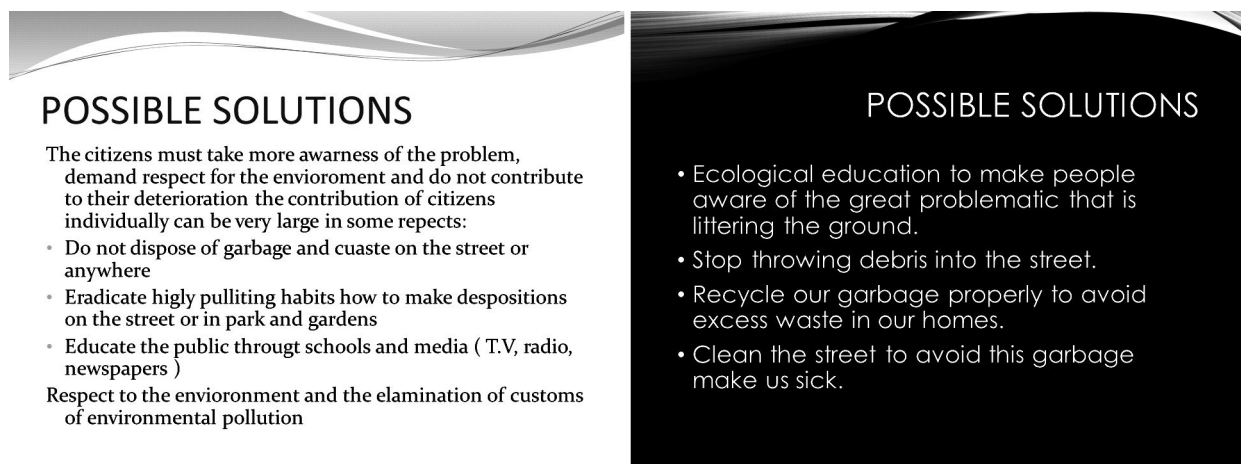 POSSIBLE SOLUTIONS
The citizens must take more awarness of the problem,
demand respect for the envioroment and do not contribute
to their deterioration the contribution of citizens
individually can be very large in some repects:
• Do not dispose of garbage and cuaste on the street or
anywhere
• Eradicate higly pulliting habits how to make despositions
on the street or in park and gardens
• Educate the public througt schools and media ( T.V, radio,
newspapers )
Respect to the envioronment and the elamination of customs
of environmental pollution
POSSIBLE SOLUTIONS
• Ecological education to make people
aware of the great problematic that is
littering the ground.
• Stop throwing debris into the street.
• Recycle our garbage properly to avoid
excess waste in our homes.
• Clean the street to avoid this garbage
make us sick.